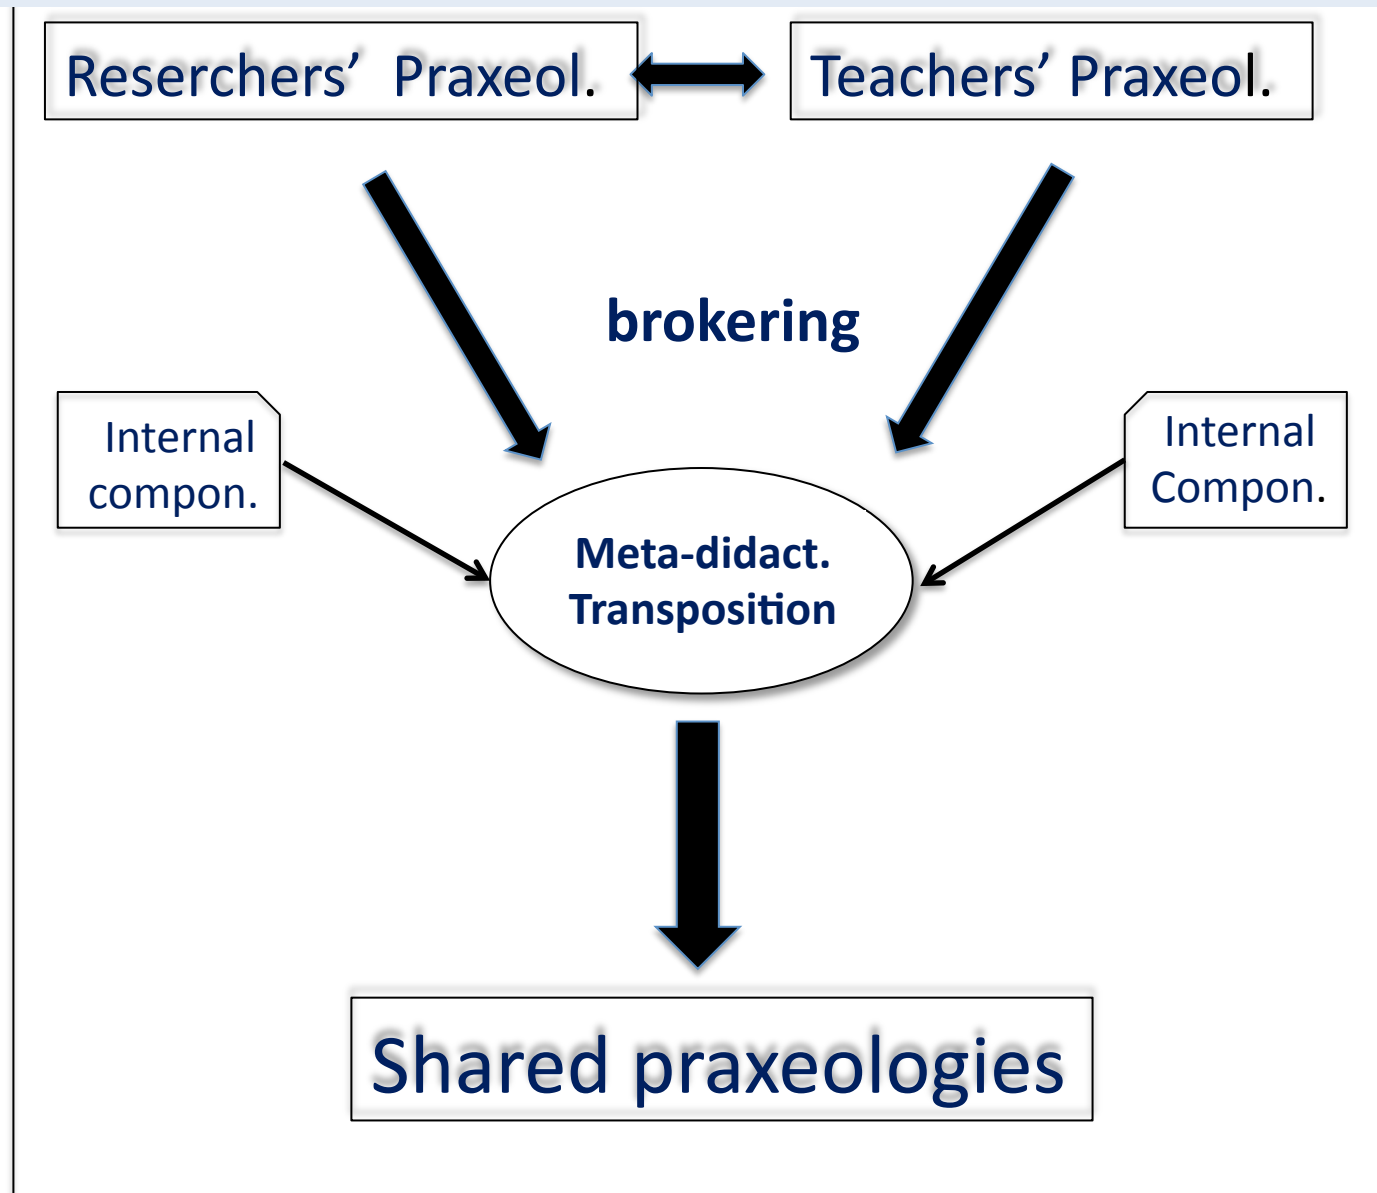 Reserchers’ Praxeol.
Teachers’ Praxeol.
brokering
Internal
compon.
Internal
Compon.
Meta-didact.
Transposition
Shared praxeologies